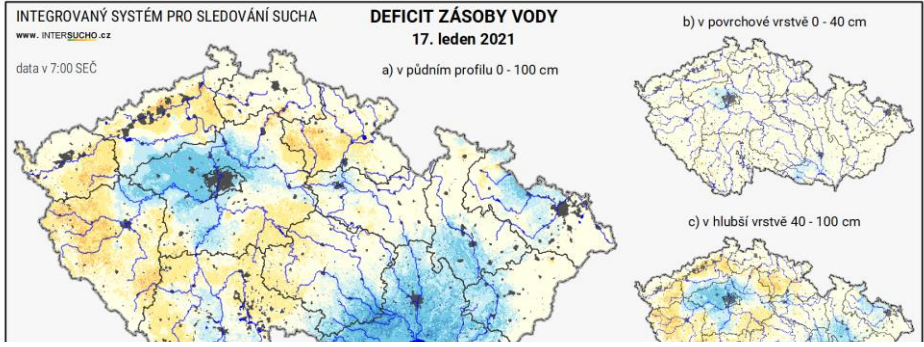 INTEGROVANÝ SYSTÉM PRO SLEDOVÁNÍ SUCHA
www. INTERSUCHO.cz
data v 7:00 SEČ
DEFICIT ZÁSOBY VODY
17. leden 2021
a) v půdním profilu 0 - 100 cm
b) v povrchové vrstvě 0 - 40 cm
c) v hlubší vrstvě 40 - 100 cm